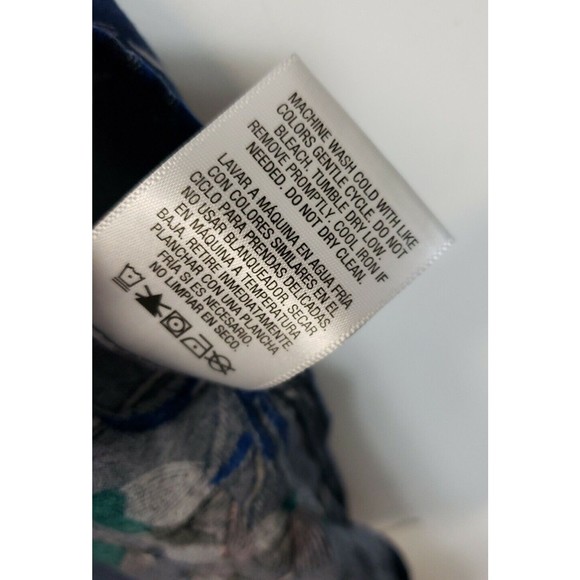 MACHINE WASH COLD WITH LIKE
COLORS GENTLE CYCLE. DO NOT
BLEACH. TUMBLE DRY LOW.
REMOVE PROMPTLY. COOL IRON IF
NEEDED. DO NOT DRY CLEAN.
LAVAR A MÁQUINA EN AGUA FRÍA
CON COLORES SIMILARES EN EL
CICLO PARA PRENDAS DELICADAS.
NO USAR BLANQUEADOR. SECAR
EN MÁQUINA A TEMPERATURA
BAJA. RETIRE INMEDIATAMENTE.
PLANCHAR CON UNA PLANCHA
FRÍA SI ES NECESARIO.
NO LIMPIAR EN SECO.